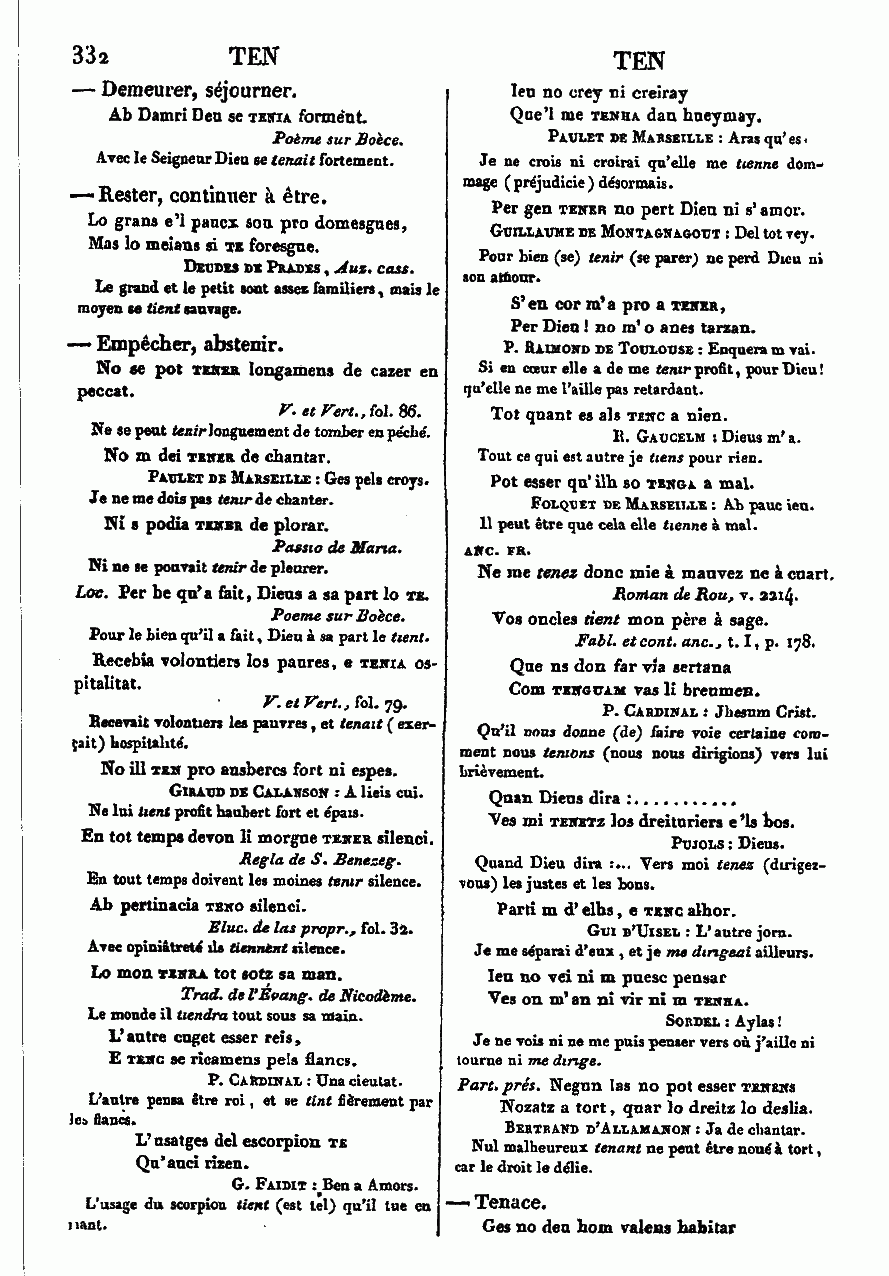 332 TEN
— Demeurer, séjourner.
Ab Damri Deu se TENIA formént.
Poème sur Boèce.
Avec le Seigneur Dieu se tenait fortement.
— Rester, continuer à être.
Lo grans e'l paucx son pro domesgues,
Mas lo meians si TE foresgue.
DEUDES DE PRADES, Auz. cass.
Le grand et le petit sont assez familiers, mais le
moyen se tient sauvage.
— Empêcher, abstenir.
No se pot TENER longamens de cazer en
peccat.
V. et Vert., fol. 86.
Ne se peut tenir longuement de tomber en péché.
No m dei TENER de chantar.
PAULET DE MARSEILLE : Ges pels croys.
Je ne me dois pas tenir de chanter.
Ni s podia TENER de plorar.
Passio de Maria.
Ni ne se pouvait tenir de pleurer.
Loc. Per be qu'a fait, Dieus a sa part lo TE.
Poeme sur Boèce.
Pour le bien qu'il a fait, Dieu à sa part le tient.
Recebia volontiers los paures, e TENIA os-
pitalitat.
V. et Vert., fol. 79.
Recevait volontiers les pauvres, et tenait (exer-
çait) hospitalité.
No ill TEN pro ausbercs fort ni espes.
GIRAUD DE CALANSON : A lieis cui.
Ne lui tient profit haubert fort et épais.
En tot temps devon li morgue TENER silenci.
Regla de S. Benezeg.
En tout temps doivent les moines tenir silence.
Ab pertinacia TENO silenci.
Eluc. de las propr., fol. 32.
Avec opiniâtreté ils tiennent silence.
Lo mon TENRA tot sotz sa man.
Trad. de l'Évang. de Nicodème.
Le monde il tiendra tout sous sa main.
L'autre cuget esser reis,
E TENC se ricamens pels flancs.
P. CARDINAL : Una cieutat.
L'autre pensa être roi, et se tint fièrement par
les flancs.
L'usatges del escorpion TE
Qu'auci rizen.
G. FAIDIT : Ben a Amors.
L'usage du scorpion tient (est tel) qu'il tue en
riant.
TEN
Ieu no crey ni creiray
Que'l me TENHA dan hueymay.
PAULET DE MARSEILLE : Aras qu'es.
Je ne crois ni croirai qu'elle me tienne dom-
mage (préjudicie) désormais.
Per gen TENER no pert Dieu ni s'amor.
GUILLAUME DE MONTAGNAGOUT : Del tot vey.
Pour bien (se) tenir (se parer) ne perd Dieu ni
son amour.
S'en cor m'a pro a TENER,
Per Dieu! no m'o anes tarzan.
P. RAIMOND DE TOULOUSE : Enquera m vai.
Si en cœur elle a de me tenir profit, pour Dieu!
qu'elle ne me l'aille pas retardant.
Tot quant es als TENC a nien.
R. GAUCELM : Dieus m'a.
Tout ce qui est autre je tiens pour rien.
Pot esser qu'ilh so TENGA a mal.
FOLQUET DE MARSEILLE : Ab pauc ieu.
Il peut être que cela elle tienne à mal.
ANC. FR.
Ne me tenez donc mie à mauvez ne à cuart.
Roman de Rou, v. 2214.
Vos oncles tient mon père à sage.
Fabl. et cont. anc., t. I, p. 178.
Que ns don far via sertana
Com TENGUAM vas li breumen.
P. CARDINAL : Jhesum Crist.
Qu'il nous donne (de) faire voie certaine com-
ment nous tenions (nous nous dirigions) vers lui
brièvement.
Quan Dieus dira :...........
Ves mi TENETZ los dreituriers e'ls bos.
PUJOLS : Dieus.
Quand Dieu dira :... Vers moi tenez (dirigez-
vous) les justes et les bons.
Parti m d'elhs, e TENC alhor.
GUI D'UISEL : L'autre jorn.
Je me séparai d'eux, et je me dirigeai ailleurs.
Ieu no vei ni m puesc pensar
Ves on m'an ni vir ni m TENHA.
SORDEL : Aylas!
Je ne vois ni ne me puis penser vers où j'aille ni
tourne ni me dirige.
Part. prés. Negun las no pot esser TENENS
Nozatz a tort, quar lo dreitz lo deslia.
BERTRAND D'ALLAMANON : Ja de chantar.
Nul malheureux tenant ne peut être noué à tort,
car le droit le délie.
— Tenace.
Ges no deu hom valens habitar